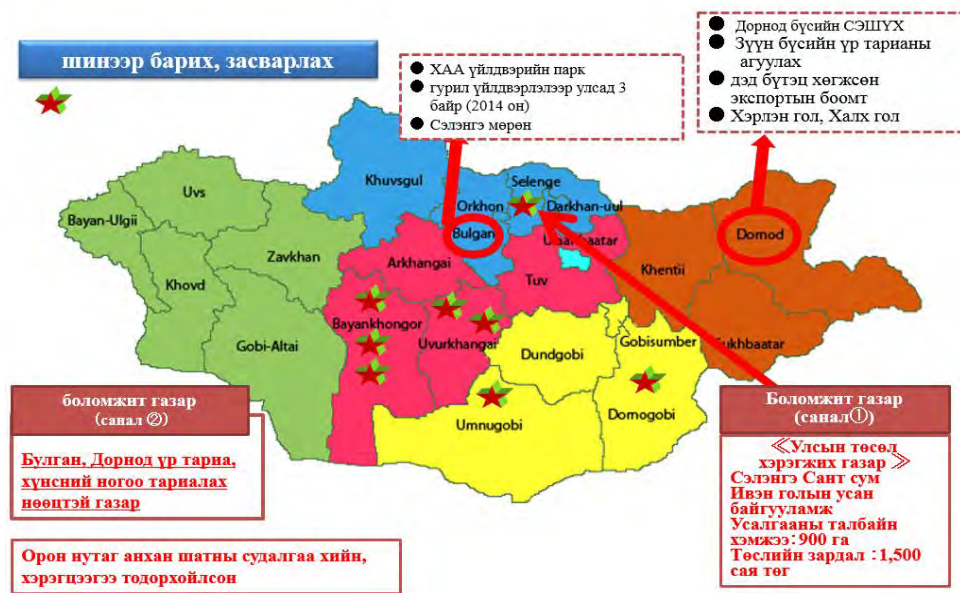 шинээр барих, засварлах
● ХАА үйлдвэрийн парк
● гурил үйлдвэрлэлээр улсад 3
байр (2014 он)
● Сэлэнгэ мөрөн
● Дорнод бүсийн СЭШҮХ
● Зүүн бүсийн үр тарианы
агуулах
● дэд бүтэц хөгжсөн
экспортын боомт
● Хэрлэн гол, Халх гол
Uvs
Bayan-Ulgii
Khovd
Zavkhan
Gobi-Altai
Khuvsgul
Orkhon
Bulgan
Selenge
Darkhan-uul
Arkhangai
Tuv
Bayankhongor
Uvurkhangai
Khentii
Dornod
Dundgobi
Gobisumber
Umnugobi
Dornogobi
боломжит газар
(санал ②)
Булган, Дорнод үр тариа,
хүнсний ногоо тариалах
нөөцтэй газар
Орон нутаг анхан шатны судалгаа хийн,
хэрэгцээгээ тодорхойлсон
Боломжит газар
(санал①)
≪Улсын төсөл
хэрэгжих газар ≫
Сэлэнгэ Сант сум
Ивэн голын усан
байгууламж
Усалгааны талбайн
хэмжээ：900 га
Төслийн зардал ：1,500
сая төг